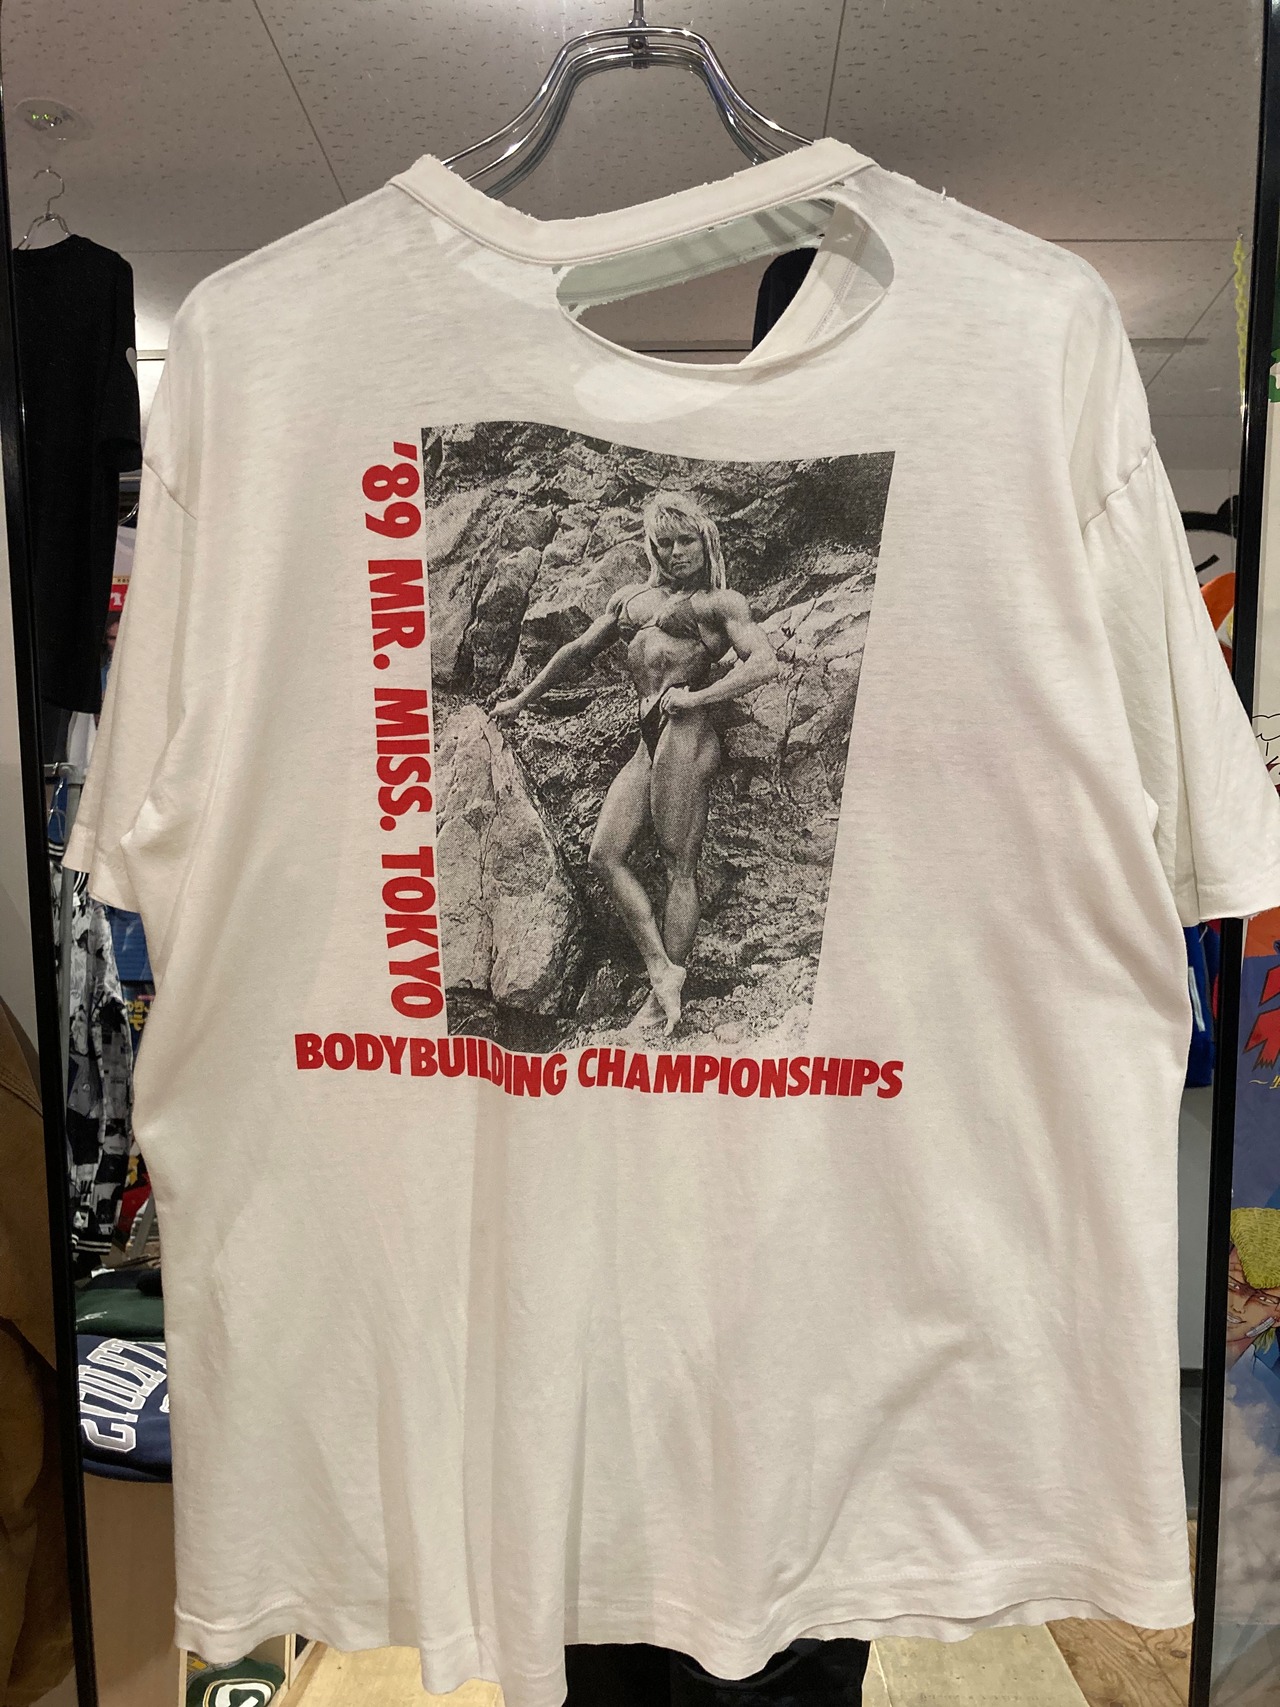 '89 MR. MISS. TOKYO
BODYBUILDING CHAMPIONSHIPS